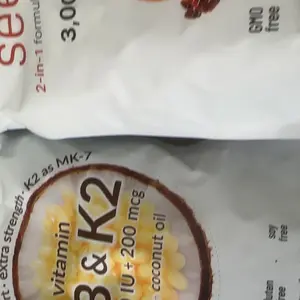 see
2-in-1 formu
3,00
GMO
free
extra strength · K2 as MK-7
vitamin
3 & K2
IU + 200 mcg
coconut oil
soy
free